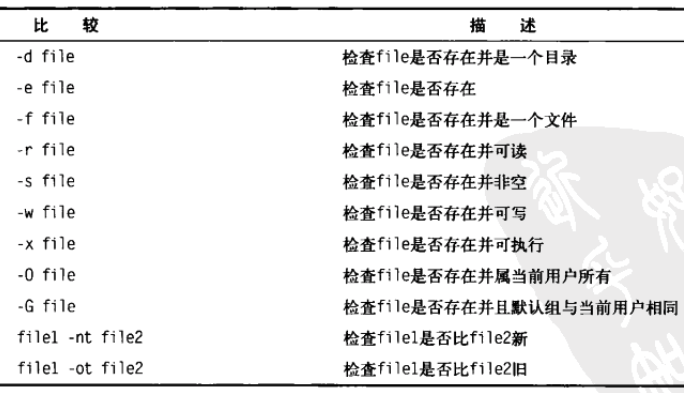 比 较 描 述
-d file 检查file是否存在并是一个目录
-e file 检查file是否存在
-f file 检查file是否存在并是一个文件
-r file 检查file是否存在并可读
-s file 检查file是否存在并非空
-w file 检查file是否存在并可写
-x file 检查file是否存在并可执行
-O file 检查file是否存在并属当前用户所有
-G file 检查file是否存在并且默认组与当前用户相同
file1 -nt file2 检查file1是否比file2新
file1 -ot file2 检查file1是否比file2旧